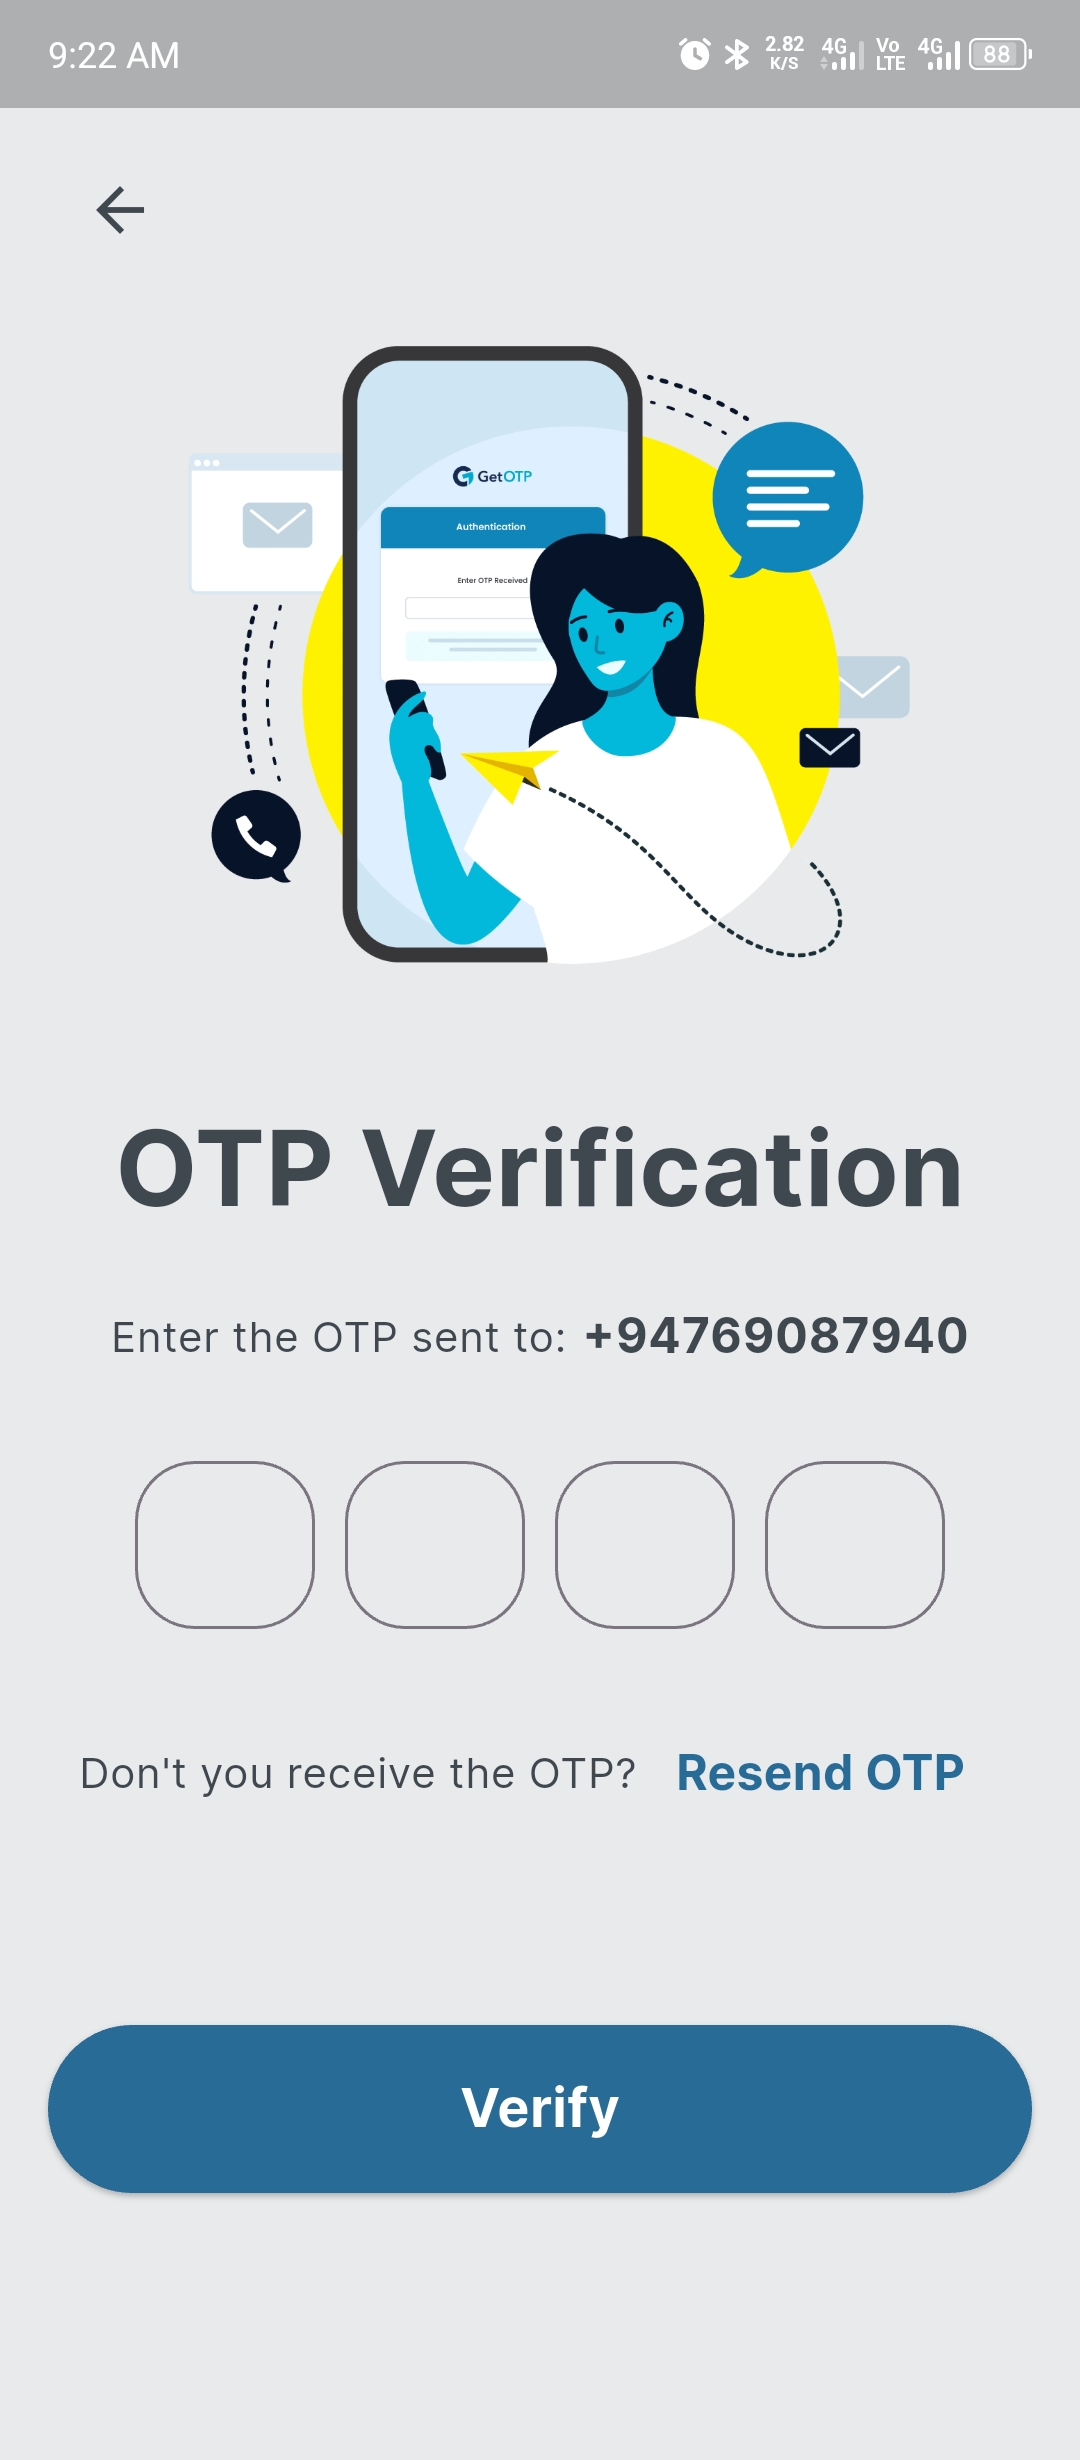 9:22 AM 2.82 K/S 4G Vo LTE 4G 88
GetOTP
Authentication
Enter OTP Received
OTP Verification
Enter the OTP sent to: +94769087940
Don't you receive the OTP? Resend OTP
Verify